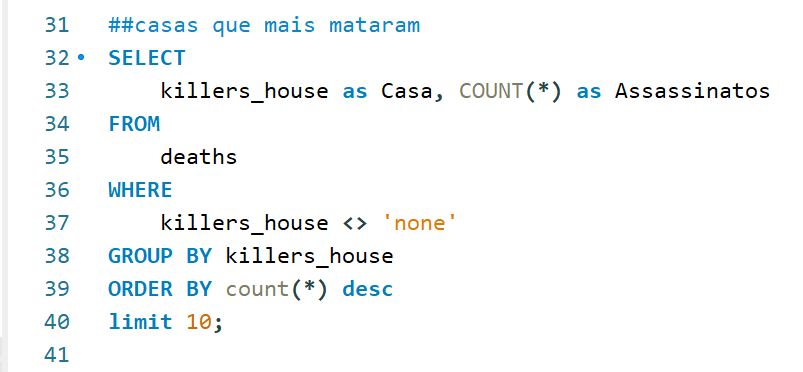 31 ##casas que mais mataram
32 SELECT
33 killers_house as Casa, COUNT(*) as Assassinatos
34 FROM
35 deaths
36 WHERE
37 killers_house <> 'none'
38 GROUP BY killers_house
39 ORDER BY count(*) desc
40 limit 10;
41